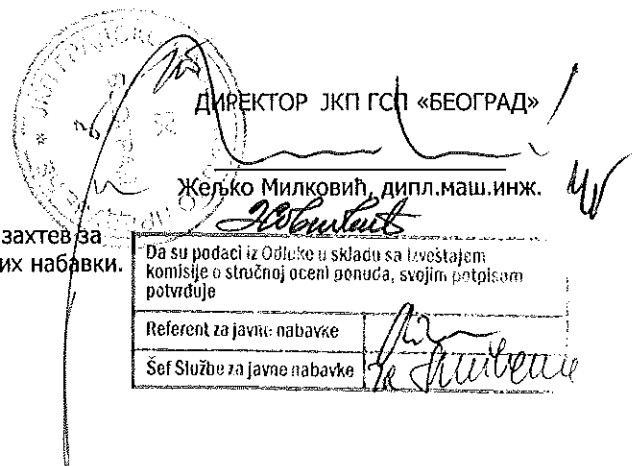 ДИРЕКТОР ЈКП ГСП «БЕОГРАД»
Жељко Милковић, дипл.маш.инж.
захтев за
их набавки.
Da su podaci iz Odluke u skladu sa Izveštajem
komisije o stručnoj oceni ponuda, svojim potpisom
potvrđuje
Referent za javne nabavke
Šef Službe za javne nabavke